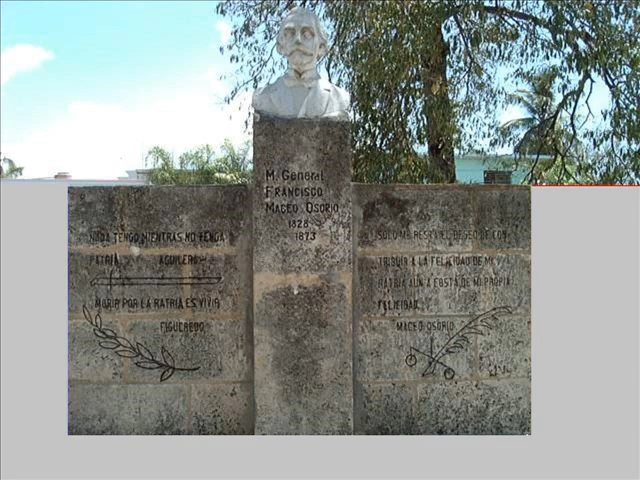 M. General
FRANCISCO
MACEO OSORIO
1828
1873
NADA TENGO MIENTRAS NO TENGA
PATRIA AGUILERO
MORIR POR LA PATRIA ES VIVIR
FIGUEREDO
SOLO ME RESTA EL DESEO DE CON
TRIBUIR A LA FELICIDAD DE MI
PATRIA AUN A COSTA DE MI PROPIA
FELICIDAD
MACEO OSORIO